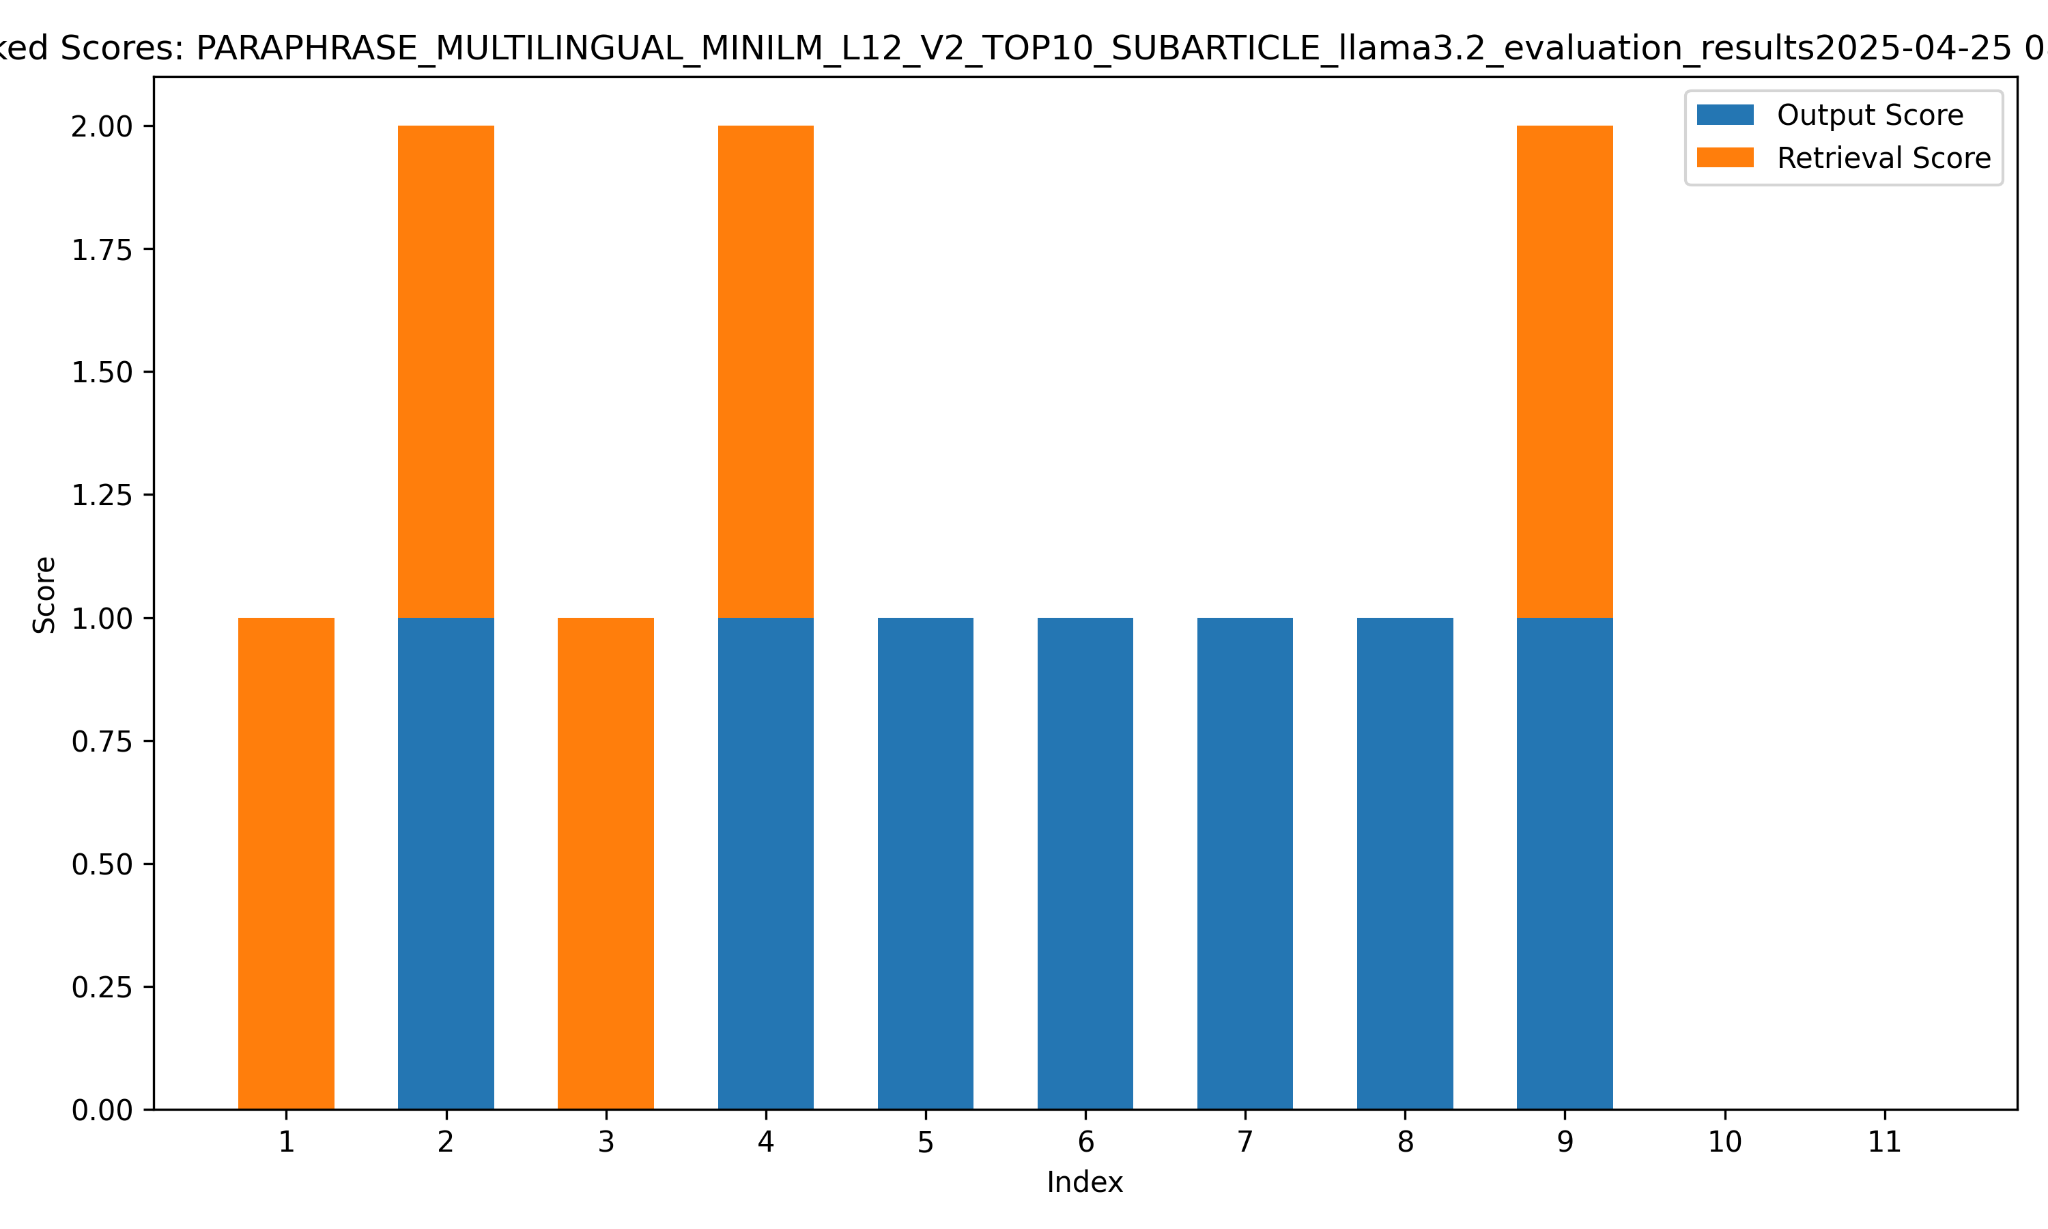 ked Scores: PARAPHRASE_MULTILINGUAL_MINILM_L12_V2_TOP10_SUBARTICLE_llama3.2_evaluation_results2025-04-25 0
Output Score
Retrieval Score
2.00
1.75
1.50
1.25
1.00
0.75
0.50
0.25
0.00
Score
1 2 3 4 5 6 7 8 9 10 11
Index